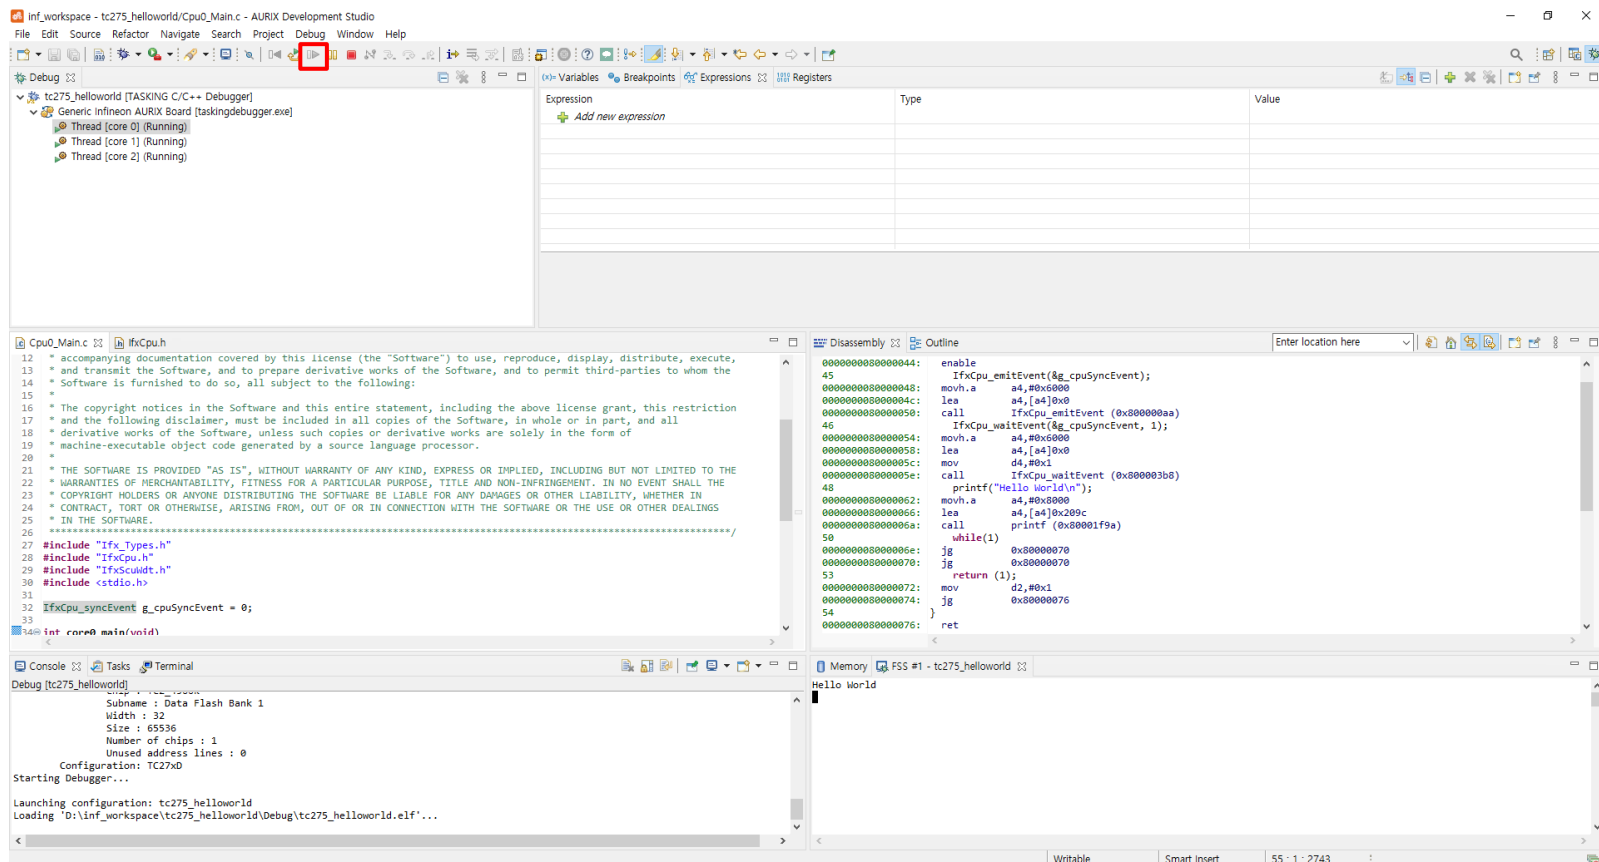 inf_workspace - tc275_helloworld/Cpu0_Main.c - AURIX Development Studio
File Edit Source Refactor Navigate Search Project Debug Window Help
Debug
tc275_helloworld [TASKING C/C++ Debugger]
Generic Infineon AURIX Board [taskingdebugger.exe]
Thread [core 0] (Running)
Thread [core 1] (Running)
Thread [core 2] (Running)
(x)= Variables Breakpoints Expressions Registers
Expression Type Value
Add new expression
Cpu0_Main.c IfxCpu.h
12 * accompanying documentation covered by this license (the "Software") to use, reproduce, display, distribute, execute,
13 * and transmit the Software, and to prepare derivative works of the Software, and to permit third-parties to whom the
14 * Software is furnished to do so, all subject to the following:
15 *
16 * The copyright notices in the Software and this entire statement, including the above license grant, this restriction
17 * and the following disclaimer, must be included in all copies of the Software, in whole or in part, and all
18 * derivative works of the Software, unless such copies or derivative works are solely in the form of
19 * machine-executable object code generated by a source language processor.
20 *
21 * THE SOFTWARE IS PROVIDED "AS IS", WITHOUT WARRANTY OF ANY KIND, EXPRESS OR IMPLIED, INCLUDING BUT NOT LIMITED TO THE
22 * WARRANTIES OF MERCHANTABILITY, FITNESS FOR A PARTICULAR PURPOSE, TITLE AND NON-INFRINGEMENT. IN NO EVENT SHALL THE
23 * COPYRIGHT HOLDERS OR ANYONE DISTRIBUTING THE SOFTWARE BE LIABLE FOR ANY DAMAGES OR OTHER LIABILITY, WHETHER IN
24 * CONTRACT, TORT OR OTHERWISE, ARISING FROM, OUT OF OR IN CONNECTION WITH THE SOFTWARE OR THE USE OR OTHER DEALINGS
25 * IN THE SOFTWARE.
26 *********************************************************************************************************************/
27 #include "Ifx_Types.h"
28 #include "IfxCpu.h"
29 #include "IfxScuWdt.h"
30 #include <stdio.h>
31
32 IfxCpu_syncEvent g_cpuSyncEvent = 0;
33
34 int core0_main(void)
Disassembly Outline
Enter location here
0000000080000044: enable
45 IfxCpu_emitEvent(&g_cpuSyncEvent);
0000000080000048: movh.a a4,#0x6000
000000008000004c: lea a4,[a4]0x0
0000000080000050: call IfxCpu_emitEvent (0x800000aa)
46 IfxCpu_waitEvent(&g_cpuSyncEvent, 1);
0000000080000054: movh.a a4,#0x6000
0000000080000058: lea a4,[a4]0x0
000000008000005c: mov d4,#0x1
000000008000005e: call IfxCpu_waitEvent (0x800003b8)
48 printf("Hello World\n");
0000000080000062: movh.a a4,#0x8000
0000000080000066: lea a4,[a4]0x209c
000000008000006a: call printf (0x80001f9a)
50 while(1)
000000008000006e: jg 0x80000070
0000000080000070: jg 0x80000070
53 return (1);
0000000080000072: mov d2,#0x1
0000000080000074: jg 0x80000076
54 }
0000000080000076: ret
Console Tasks Terminal
Debug [tc275_helloworld]
Subname : Data Flash Bank 1
Width : 32
Size : 65536
Number of chips : 1
Unused address lines : 0
Configuration: TC27xD
Starting Debugger...
Launching configuration: tc275_helloworld
Loading 'D:\inf_workspace\tc275_helloworld\Debug\tc275_helloworld.elf'...
Memory FSS #1 - tc275_helloworld
Hello World
Writable Smart Insert 55 : 1 : 2743